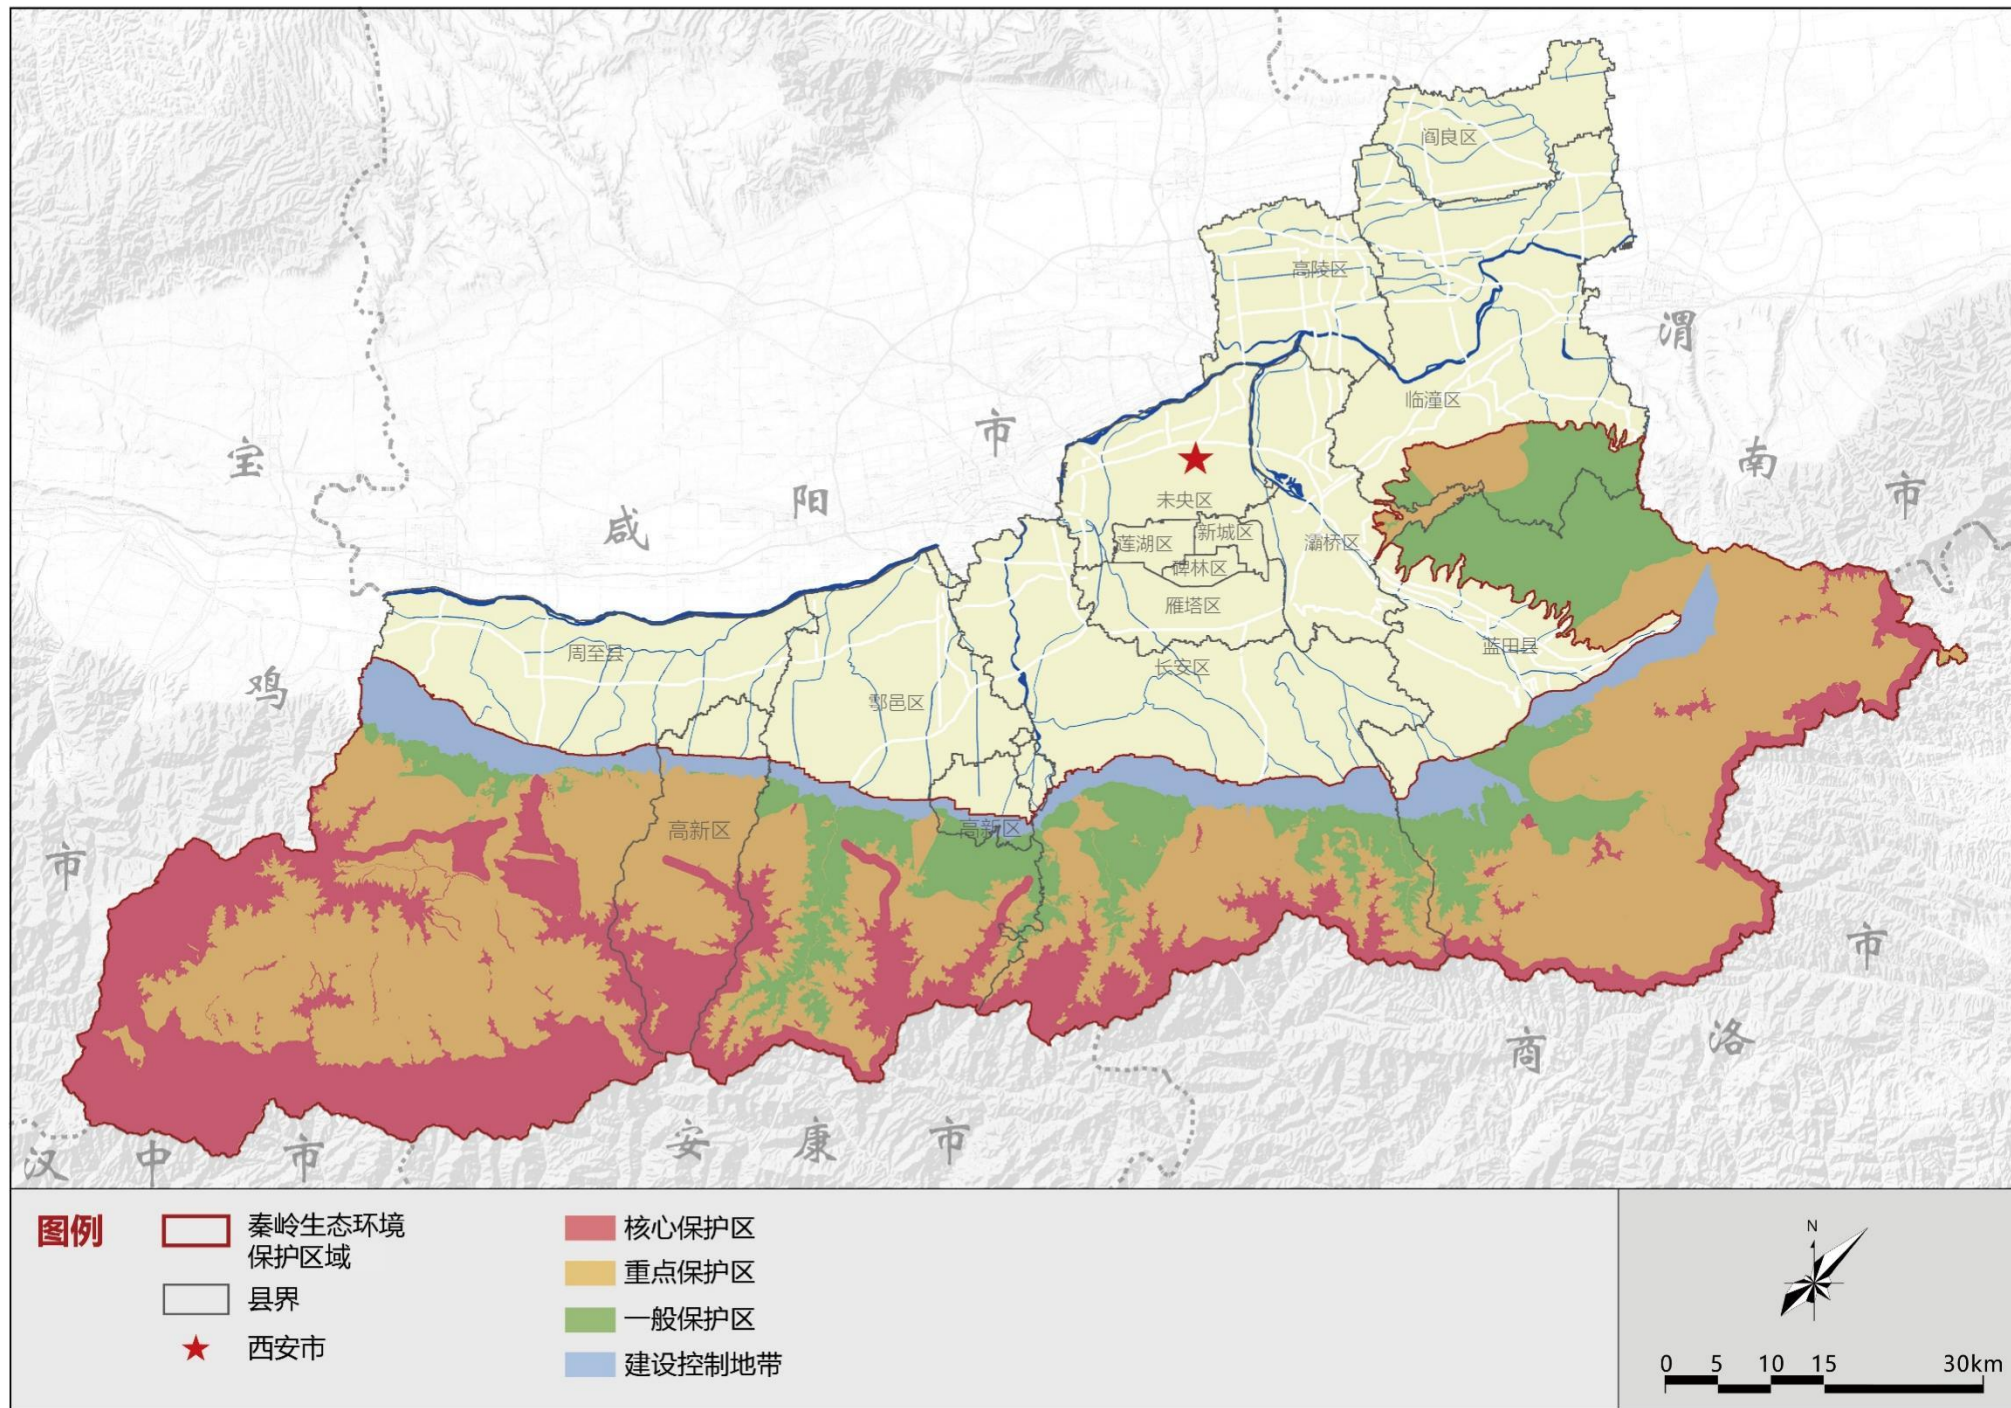 阎良区
高陵区
渭
临潼区
宝
市
南
市
阳
咸
未央区
新城区
莲湖区
灞桥区
碑林区
雁塔区
周至县
蓝田县
长安区
鸡
鄠邑区
高新区
高新区
市
市
商
洛
安
康
市
汉
中
市
图例
秦岭生态环境
保护区域
县界
西安市
核心保护区
重点保护区
一般保护区
建设控制地带
N
0 5 10 15 30km